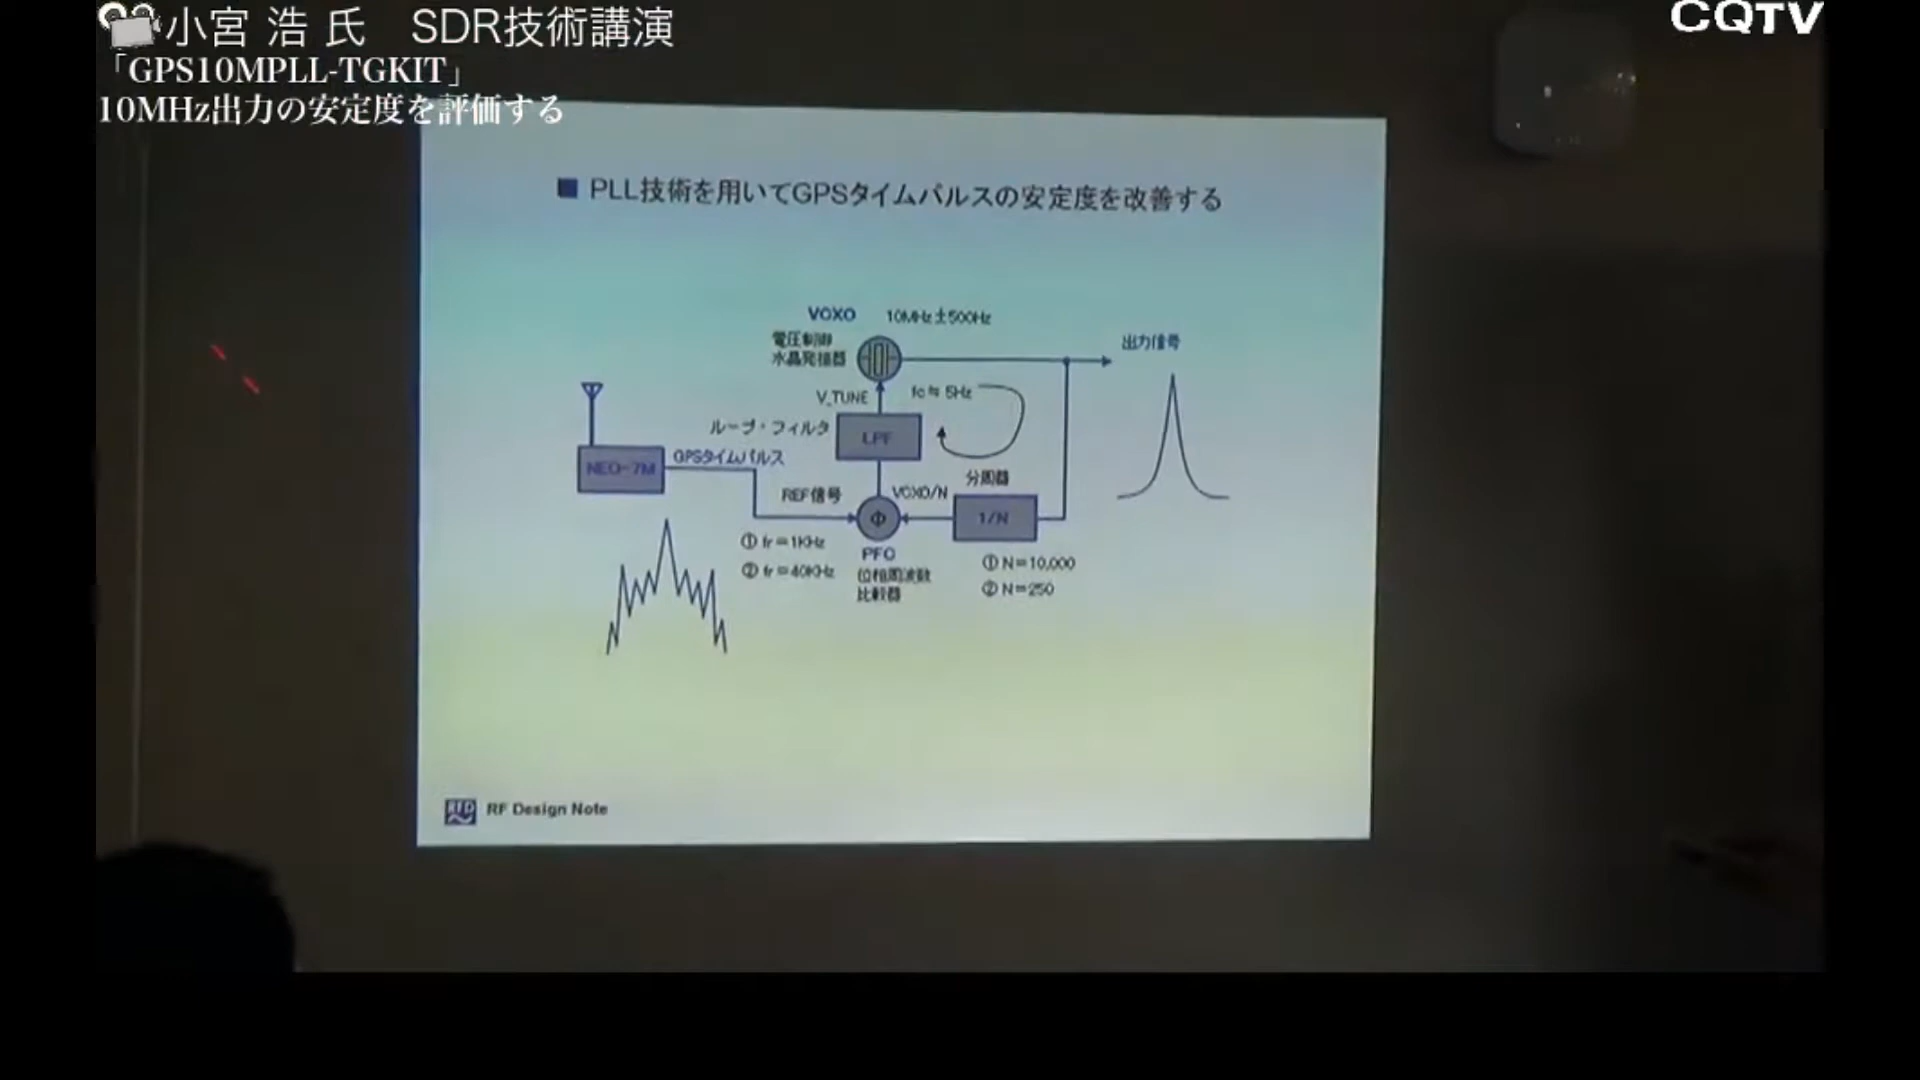 小宮 浩 氏　SDR技術講演
CQTV
「GPS10MPLL-TGKIT」
10MHz出力の安定度を評価する
■ PLL技術を用いてGPSタイムパルスの安定度を改善する
VCXO 10MHz±500Hz
電圧制御
水晶発振器
出力信号
V_TUNE
fc≒5Hz
ループ・フィルタ
LPF
NEO-7M
GPSタイムパルス
分周器
REF信号
VCXO/N
Φ
1/N
① fr=1KHz
② fr=40KHz
PFC
位相周波数
比較器
① N=10,000
② N=250
RFD
RF Design Note